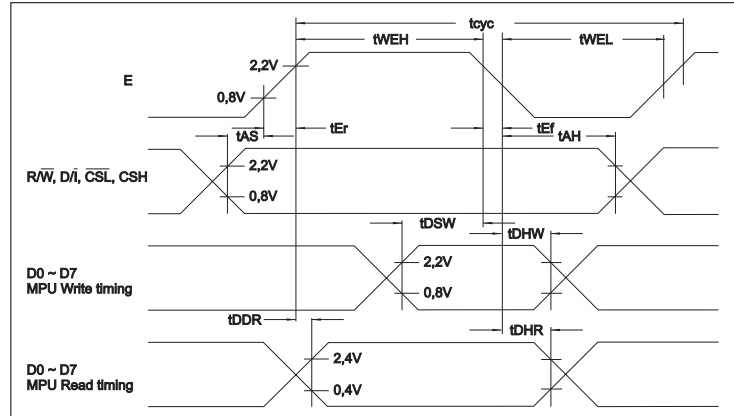 tcyc
tWEH
tWEL
2,2V
E
0,8V
tEr
tEf
tAS
tAH
R/W̅, D/I̅, C̅S̅L̅, CSH
2,2V
0,8V
tDSW
tDHW
D0 ~ D7
MPU Write timing
2,2V
0,8V
tDDR
tDHR
D0 ~ D7
MPU Read timing
2,4V
0,4V